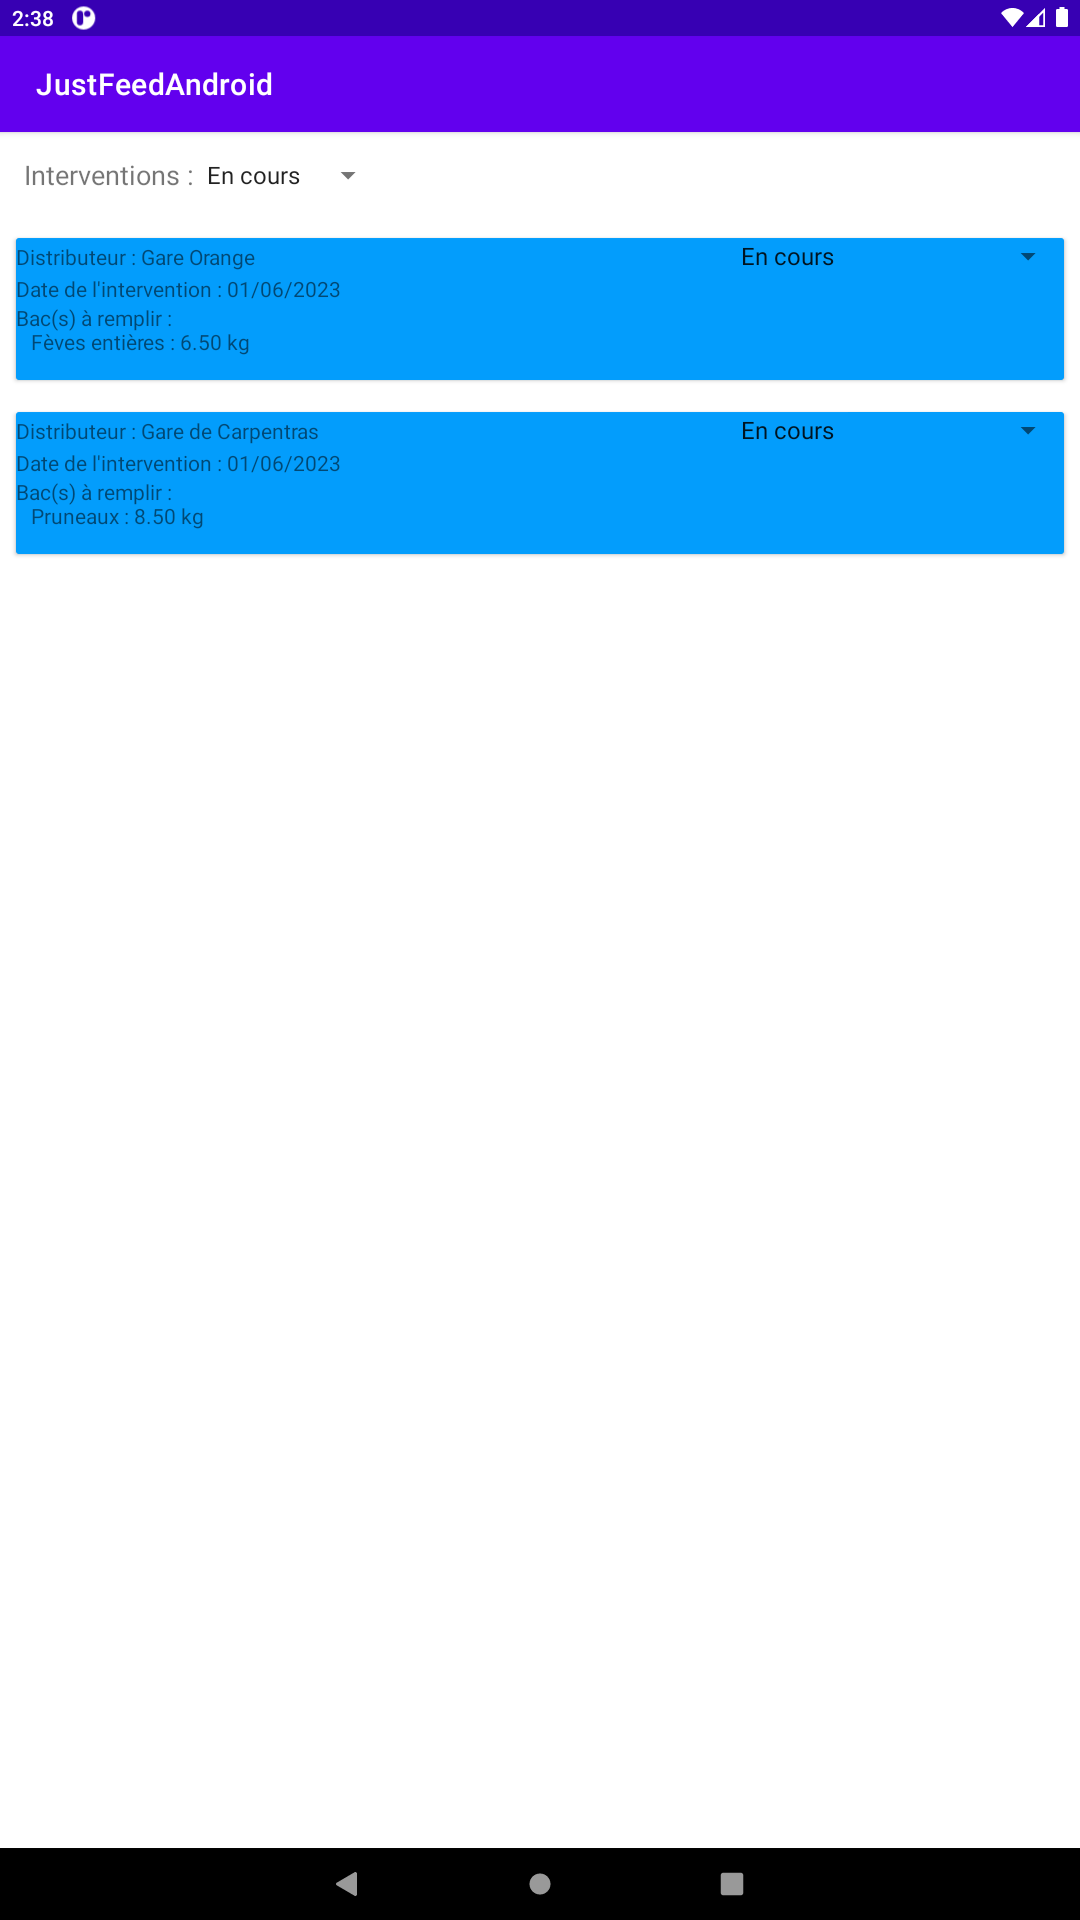 2:38
JustFeedAndroid
Interventions : En cours
Distributeur : Gare Orange En cours
Date de l'intervention : 01/06/2023
Bac(s) à remplir :
Fèves entières : 6.50 kg
Distributeur : Gare de Carpentras En cours
Date de l'intervention : 01/06/2023
Bac(s) à remplir :
Pruneaux : 8.50 kg